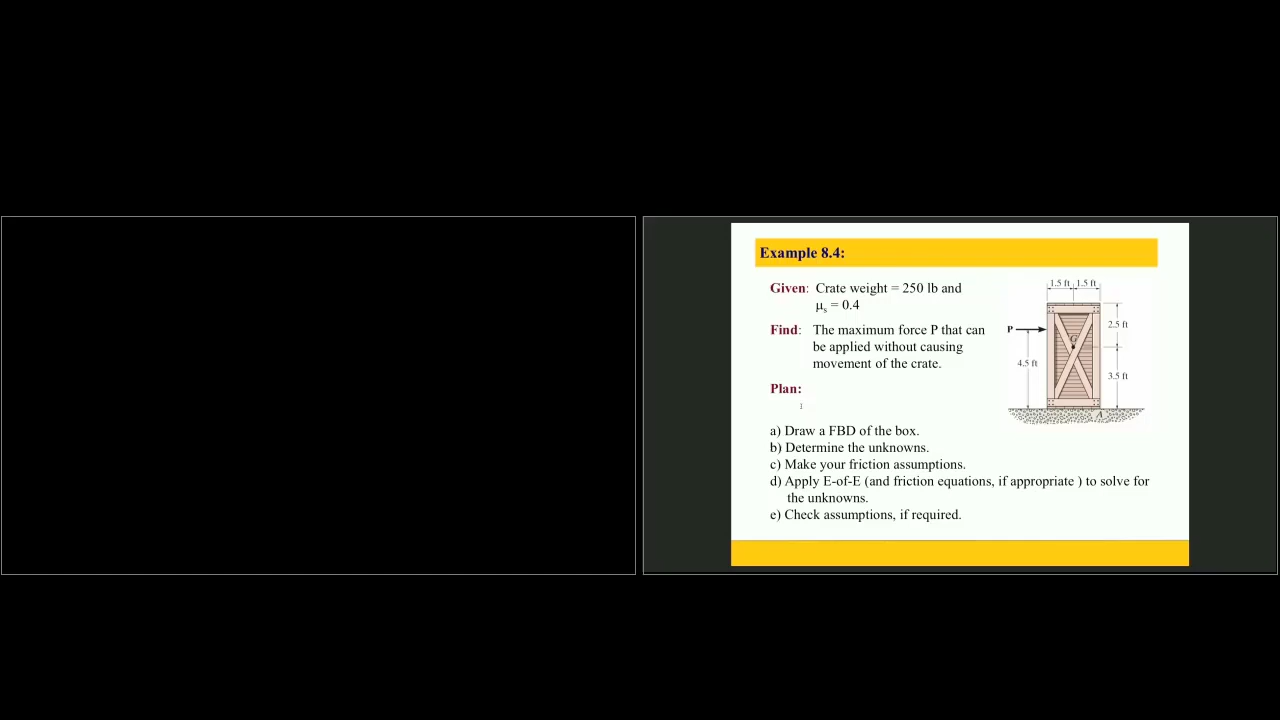 Example 8.4:
Given: Crate weight = 250 lb and
μs = 0.4
Find: The maximum force P that can
be applied without causing
movement of the crate.
Plan:
a) Draw a FBD of the box.
b) Determine the unknowns.
c) Make your friction assumptions.
d) Apply E-of-E (and friction equations, if appropriate ) to solve for
the unknowns.
e) Check assumptions, if required.
1.5 ft 1.5 ft
2.5 ft
P
G
4.5 ft
3.5 ft
A